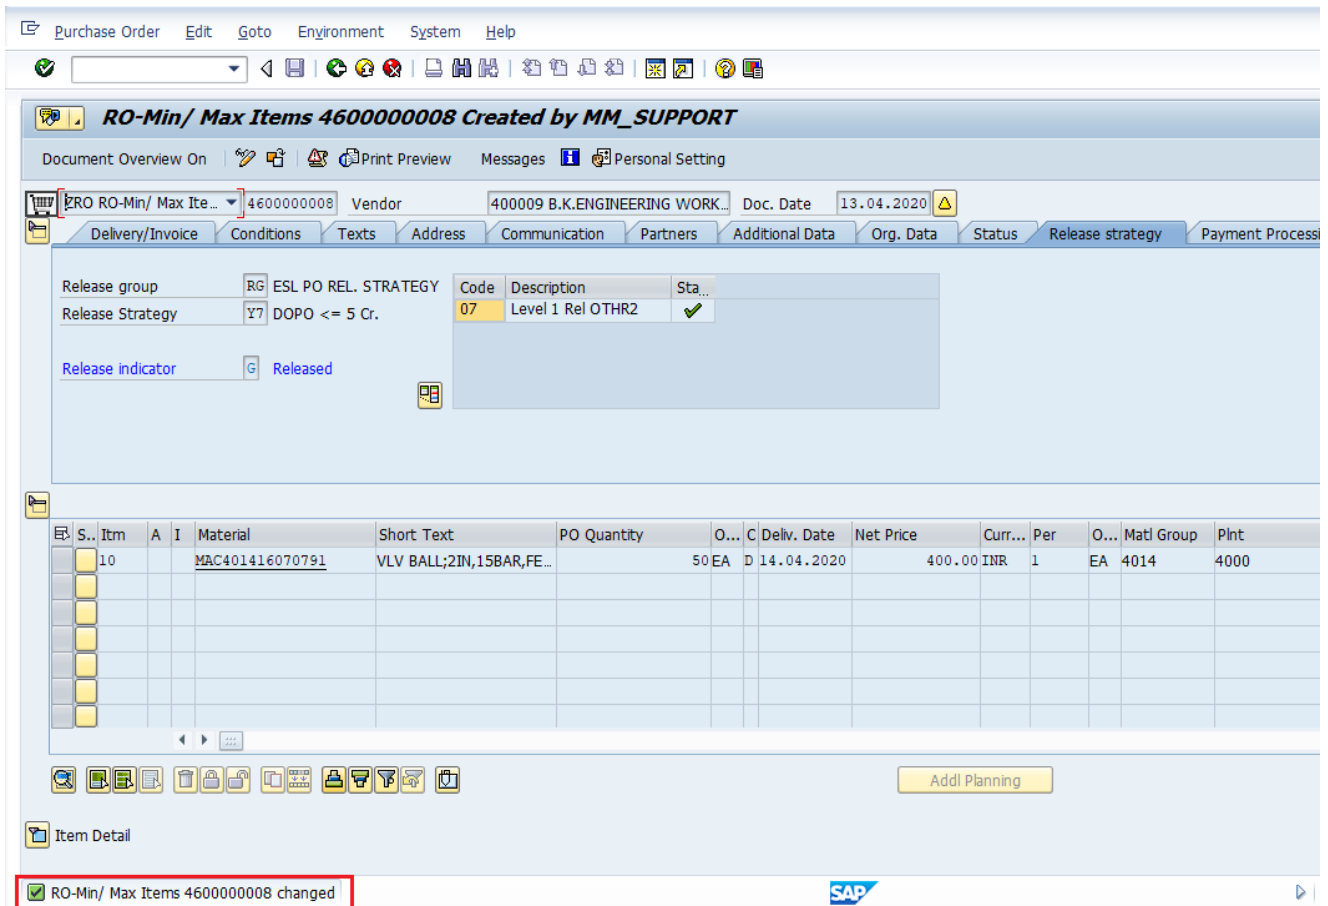 Purchase Order Edit Goto Environment System Help
RO-Min/ Max Items 4600000008 Created by MM_SUPPORT
Document Overview On Print Preview Messages Personal Setting
ZRO RO-Min/ Max Ite... 4600000008 Vendor 400009 B.K.ENGINEERING WORK... Doc. Date 13.04.2020
Delivery/Invoice Conditions Texts Address Communication Partners Additional Data Org. Data Status Release strategy Payment Processi
Release group RG ESL PO REL. STRATEGY Code Description Sta...
Release Strategy Y7 DOPO <= 5 Cr. 07 Level 1 Rel OTHR2
Release indicator G Released
S.. Itm A I Material Short Text PO Quantity O... C Deliv. Date Net Price Curr... Per O... Matl Group Plnt
10 MAC401416070791 VLV BALL;2IN,15BAR,FE... 50 EA D 14.04.2020 400.00 INR 1 EA 4014 4000
Addl Planning
Item Detail
RO-Min/ Max Items 4600000008 changed
SAP